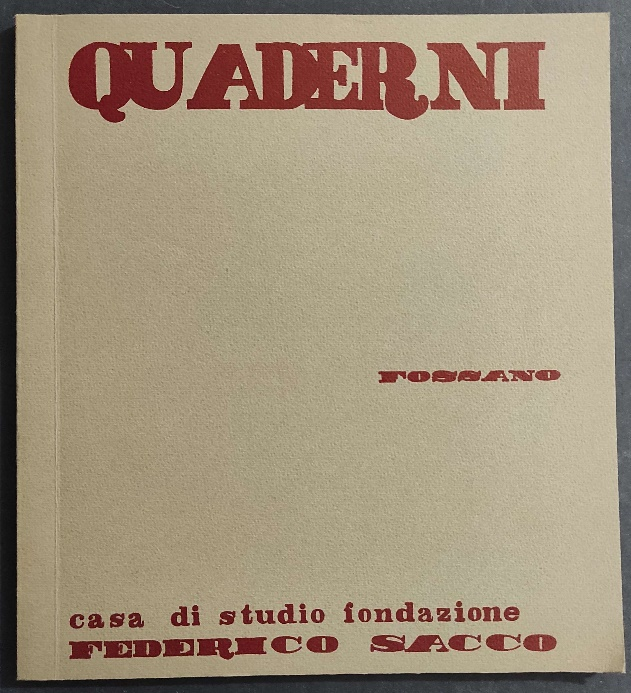 QUADERNI
FOSSANO
casa di studio fondazione
FEDERICO SACCO